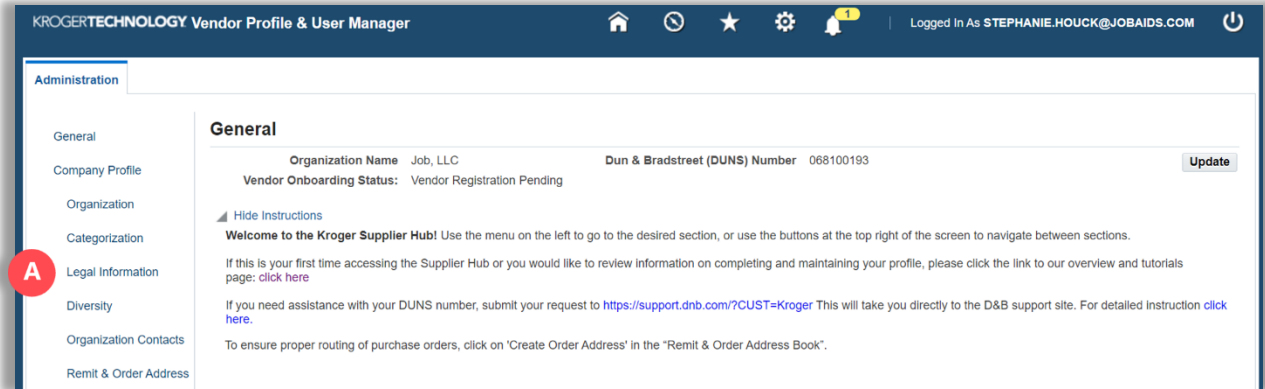 KROGERTECHNOLOGY Vendor Profile & User Manager
1
Logged In As STEPHANIE.HOUCK@JOBAIDS.COM
Administration
General
Company Profile
Organization
Categorization
A
Legal Information
Diversity
Organization Contacts
Remit & Order Address
General
Organization Name Job, LLC Dun & Bradstreet (DUNS) Number 068100193
Update
Vendor Onboarding Status: Vendor Registration Pending
Hide Instructions
Welcome to the Kroger Supplier Hub! Use the menu on the left to go to the desired section, or use the buttons at the top right of the screen to navigate between sections.
If this is your first time accessing the Supplier Hub or you would like to review information on completing and maintaining your profile, please click the link to our overview and tutorials
page: click here
If you need assistance with your DUNS number, submit your request to https://support.dnb.com/?CUST=Kroger This will take you directly to the D&B support site. For detailed instruction click
here.
To ensure proper routing of purchase orders, click on 'Create Order Address' in the “Remit & Order Address Book”.